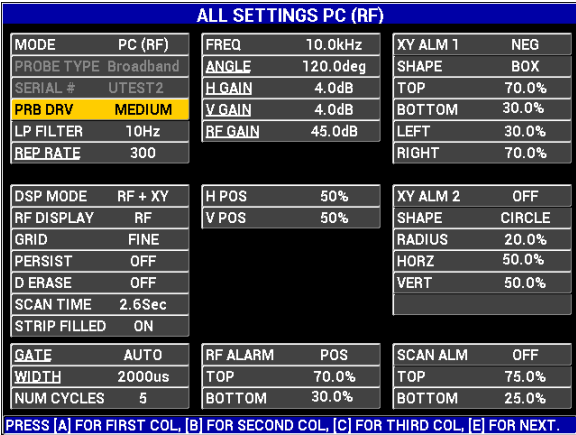 ALL SETTINGS PC (RF)
MODE PC (RF)
PROBE TYPE Broadband
SERIAL # UTEST2
PRB DRV MEDIUM
LP FILTER 10Hz
REP RATE 300
FREQ 10.0kHz
ANGLE 120.0deg
H GAIN 4.0dB
V GAIN 4.0dB
RF GAIN 45.0dB
XY ALM 1 NEG
SHAPE BOX
TOP 70.0%
BOTTOM 30.0%
LEFT 30.0%
RIGHT 70.0%
DSP MODE RF + XY
RF DISPLAY RF
GRID FINE
PERSIST OFF
D ERASE OFF
SCAN TIME 2.6Sec
STRIP FILLED ON
H POS 50%
V POS 50%
XY ALM 2 OFF
SHAPE CIRCLE
RADIUS 20.0%
HORZ 50.0%
VERT 50.0%
GATE AUTO
WIDTH 2000us
NUM CYCLES 5
RF ALARM POS
TOP 70.0%
BOTTOM 30.0%
SCAN ALM OFF
TOP 75.0%
BOTTOM 25.0%
PRESS [A] FOR FIRST COL, [B] FOR SECOND COL, [C] FOR THIRD COL, [E] FOR NEXT.